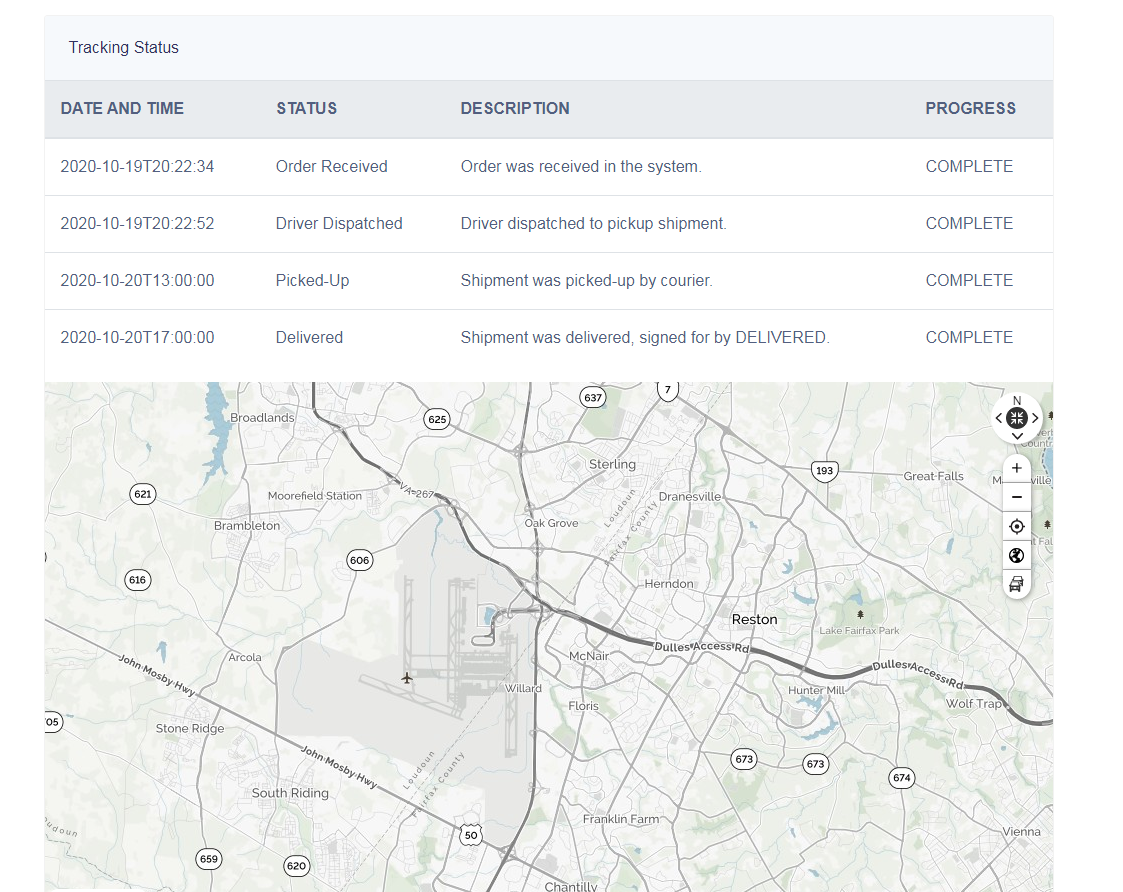 Tracking Status
DATE AND TIME STATUS DESCRIPTION PROGRESS
2020-10-19T20:22:34 Order Received Order was received in the system. COMPLETE
2020-10-19T20:22:52 Driver Dispatched Driver dispatched to pickup shipment. COMPLETE
2020-10-20T13:00:00 Picked-Up Shipment was picked-up by courier. COMPLETE
2020-10-20T17:00:00 Delivered Shipment was delivered, signed for by DELIVERED. COMPLETE
7
637
N
Broadlands
625
Sterling
193
Great Falls
621
Moorefield Station
VA-267
Dranesville
Loudoun
Fairfax County
Brambleton
Oak Grove
606
616
Herndon
Reston
Lake Fairfax Park
Dulles Access Rd
Arcola
McNair
John Mosby Hwy
Dulles Access Rd
Willard
Hunter Mill
Floris
Wolf Trap
Stone Ridge
John Mosby Hwy
673
673
674
Loudoun
Fairfax County
South Riding
Franklin Farm
50
Vienna
659
620
Chantilly